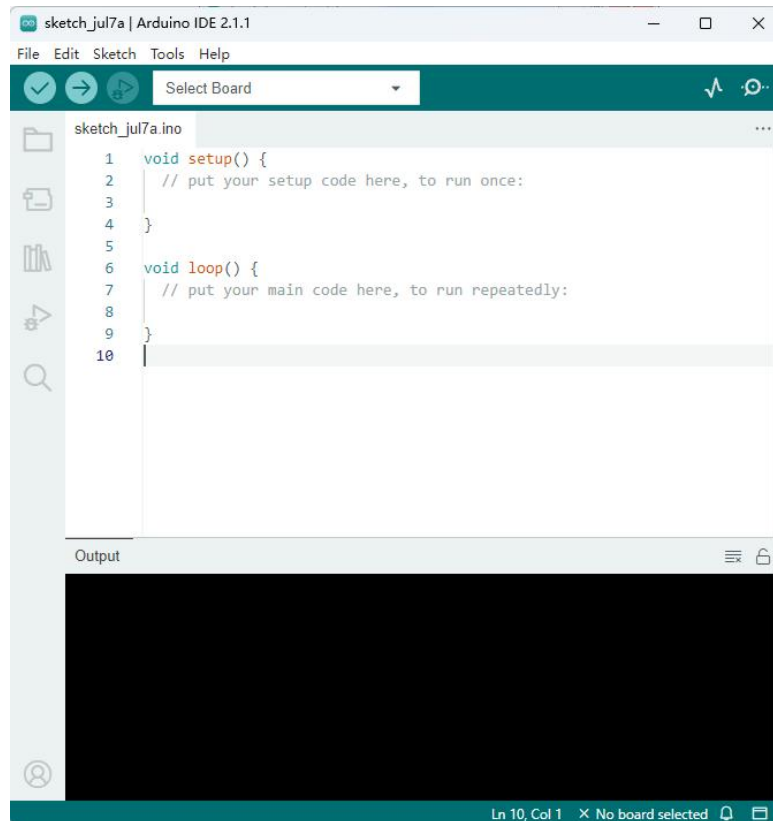 sketch_jul7a | Arduino IDE 2.1.1
File Edit Sketch Tools Help
Select Board
sketch_jul7a.ino
1 void setup() {
2 // put your setup code here, to run once:
3
4 }
5
6 void loop() {
7 // put your main code here, to run repeatedly:
8
9 }
10
Output
Ln 10, Col 1 × No board selected